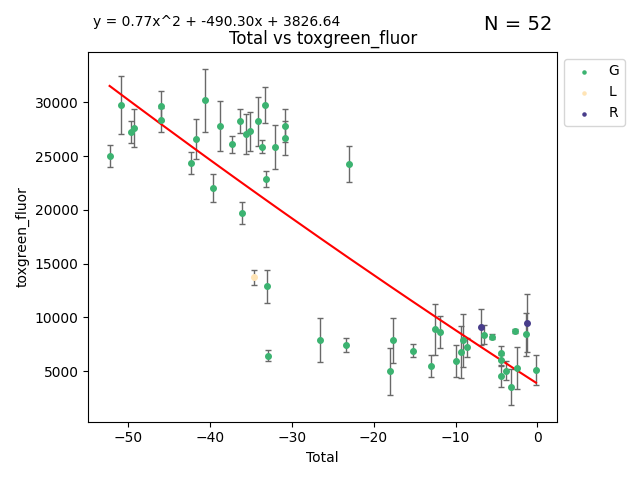 y = 0.77x^2 + -490.30x + 3826.64
N = 52
Total vs toxgreen_fluor
30000
25000
20000
15000
10000
5000
toxgreen_fluor
−50
−40
−30
−20
−10
0
Total
G
L
R